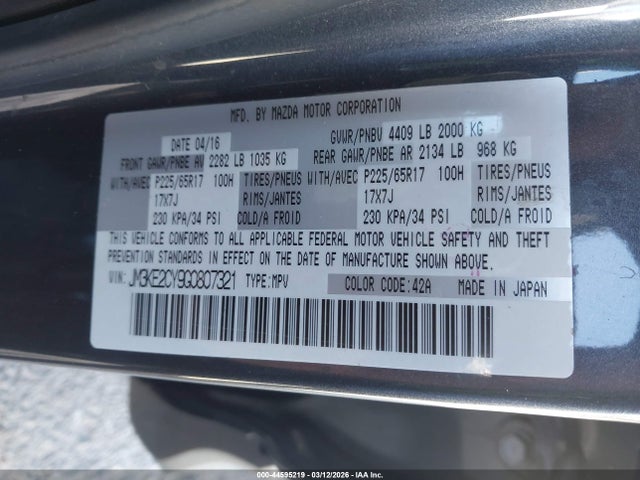 MFD. BY MAZDA MOTOR CORPORATION
DATE 04/16 GVWR/PNBV 4409 LB 2000 KG
FRONT GAWR/PNBE AV 2282 LB 1035 KG REAR GAWR/PNBE AR 2134 LB 968 KG
WITH/AVEC P225/65R17 100H TIRES/PNEUS WITH/AVEC P225/65R17 100H TIRES/PNEUS
17X7J RIMS/JANTES 17X7J RIMS/JANTES
230 KPA/34 PSI COLD/A FROID 230 KPA/34 PSI COLD/A FROID
THIS VEHICLE CONFORMS TO ALL APPLICABLE FEDERAL MOTOR VEHICLE SAFETY AND THEFT
PREVENTION STANDARDS IN EFFECT ON THE DATE OF MANUFACTURE SHOWN ABOVE.
VIN: JM3KE2CY9G0807321 TYPE:MPV COLOR CODE:42A MADE IN JAPAN
000-44595219 - 03/12/2026 - IAA Inc.